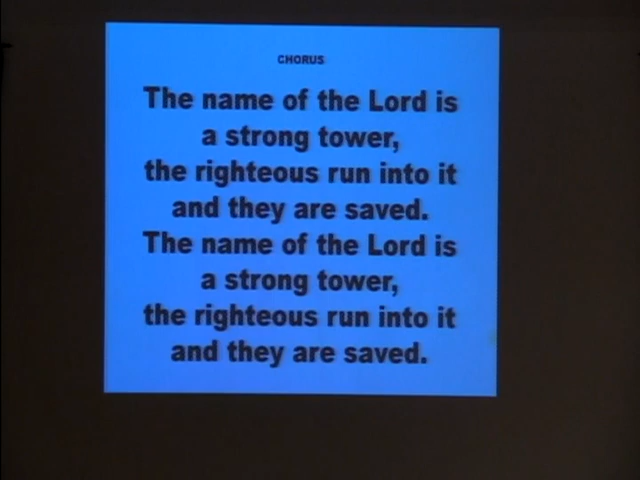 CHORUS
The name of the Lord is
a strong tower,
the righteous run into it
and they are saved.
The name of the Lord is
a strong tower,
the righteous run into it
and they are saved.